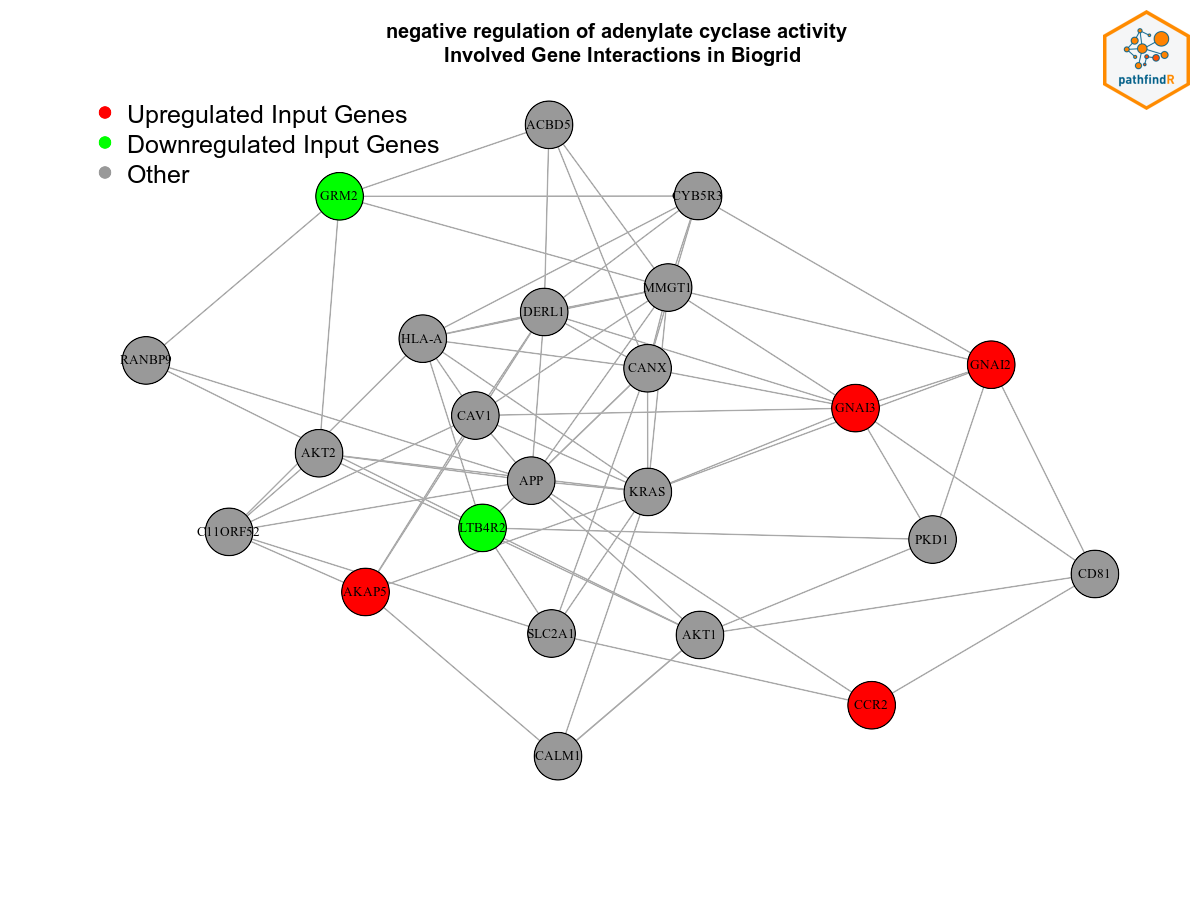 negative regulation of adenylate cyclase activity
Involved Gene Interactions in Biogrid
pathfindR
Upregulated Input Genes
Downregulated Input Genes
Other
ACBD5
GRM2
CYB5R3
MMGT1
DERL1
HLA-A
RANBP9
CANX
GNAI2
GNAI3
CAV1
AKT2
APP
KRAS
C11ORF52
LTB4R2
PKD1
CD81
AKAP5
SLC2A1
AKT1
CCR2
CALM1